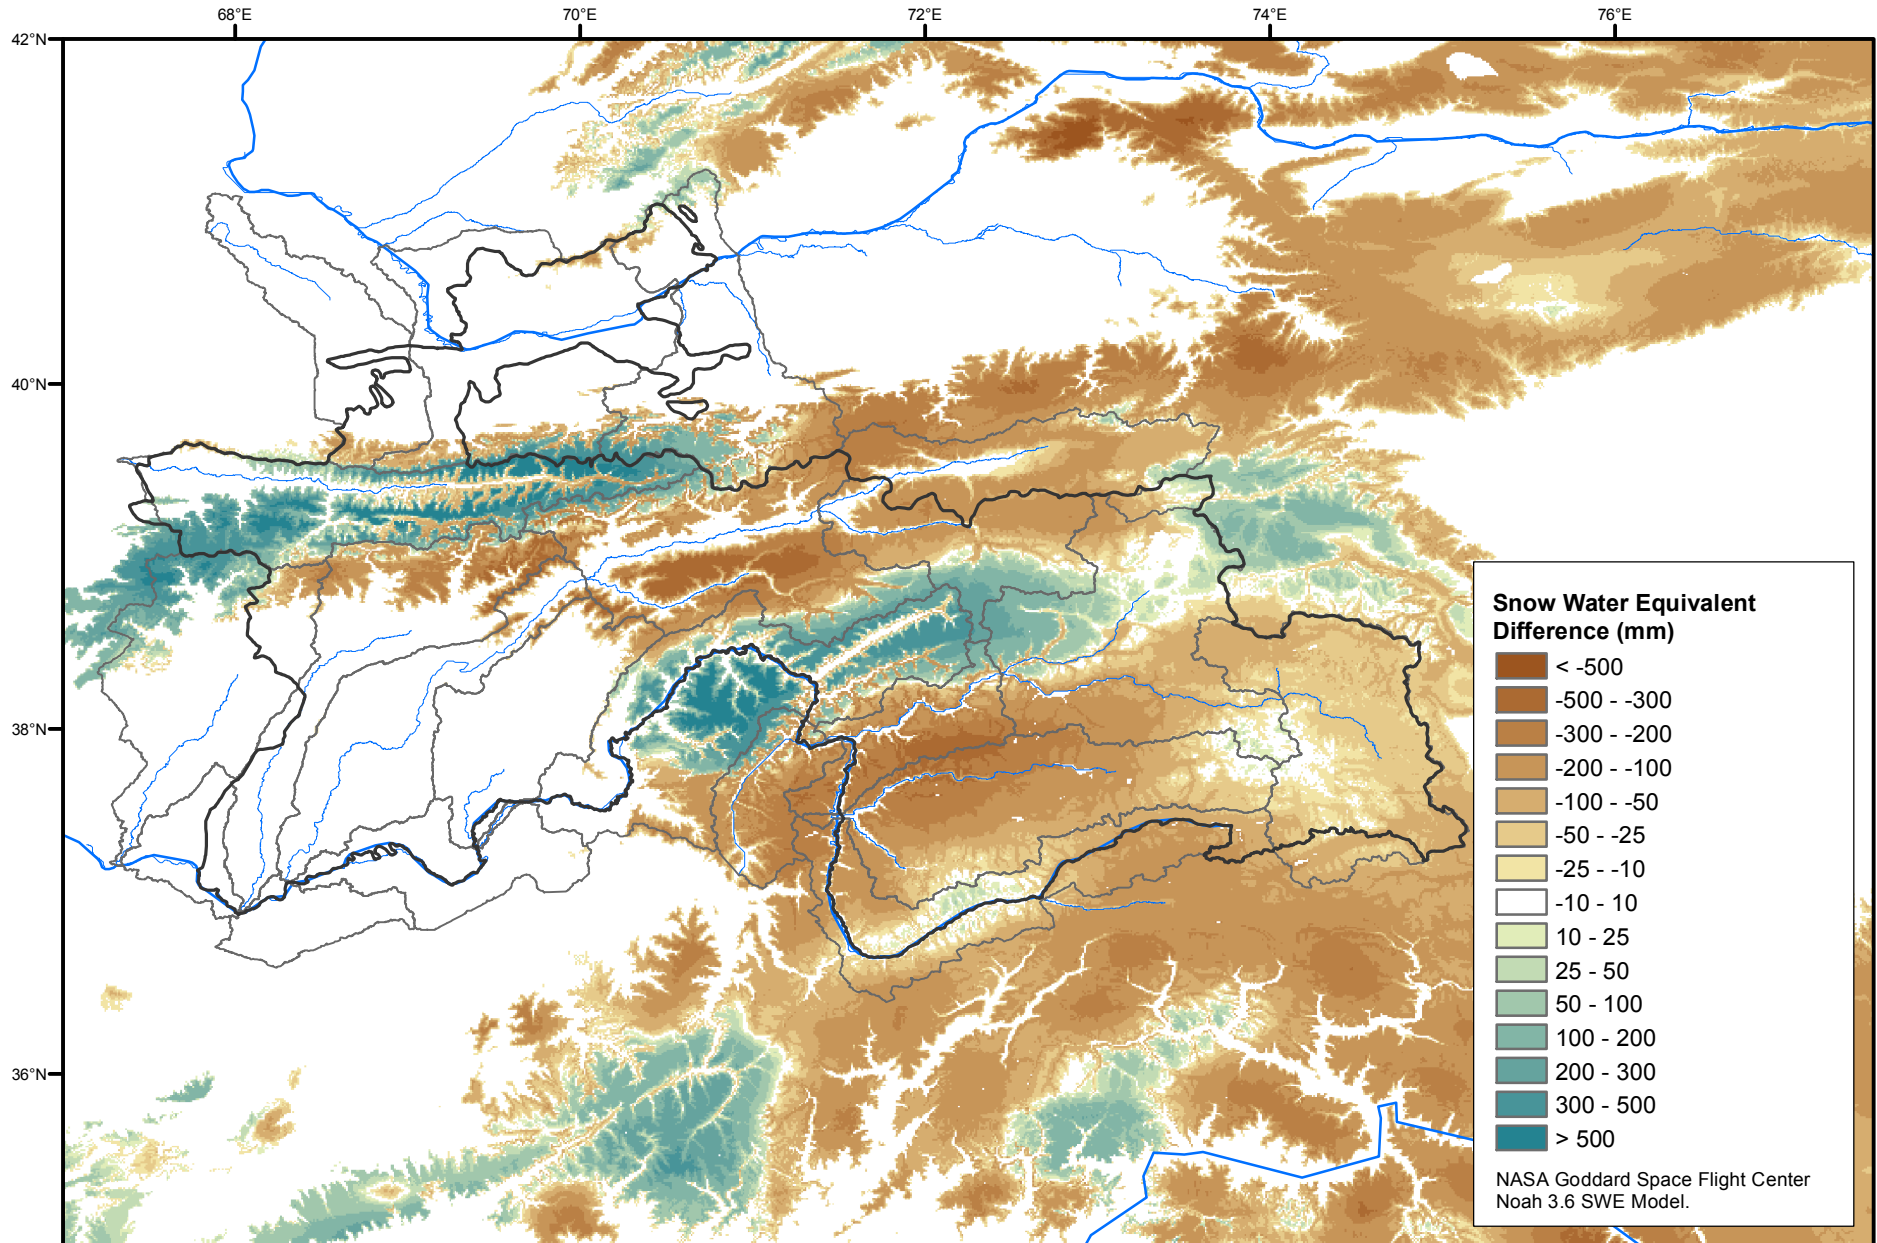 68°E
70°E
72°E
74°E
76°E
42°N
40°N
38°N
36°N
Snow Water Equivalent
Difference (mm)
< -500
-500 - -300
-300 - -200
-200 - -100
-100 - -50
-50 - -25
-25 - -10
-10 - 10
10 - 25
25 - 50
50 - 100
100 - 200
200 - 300
300 - 500
> 500
NASA Goddard Space Flight Center
Noah 3.6 SWE Model.